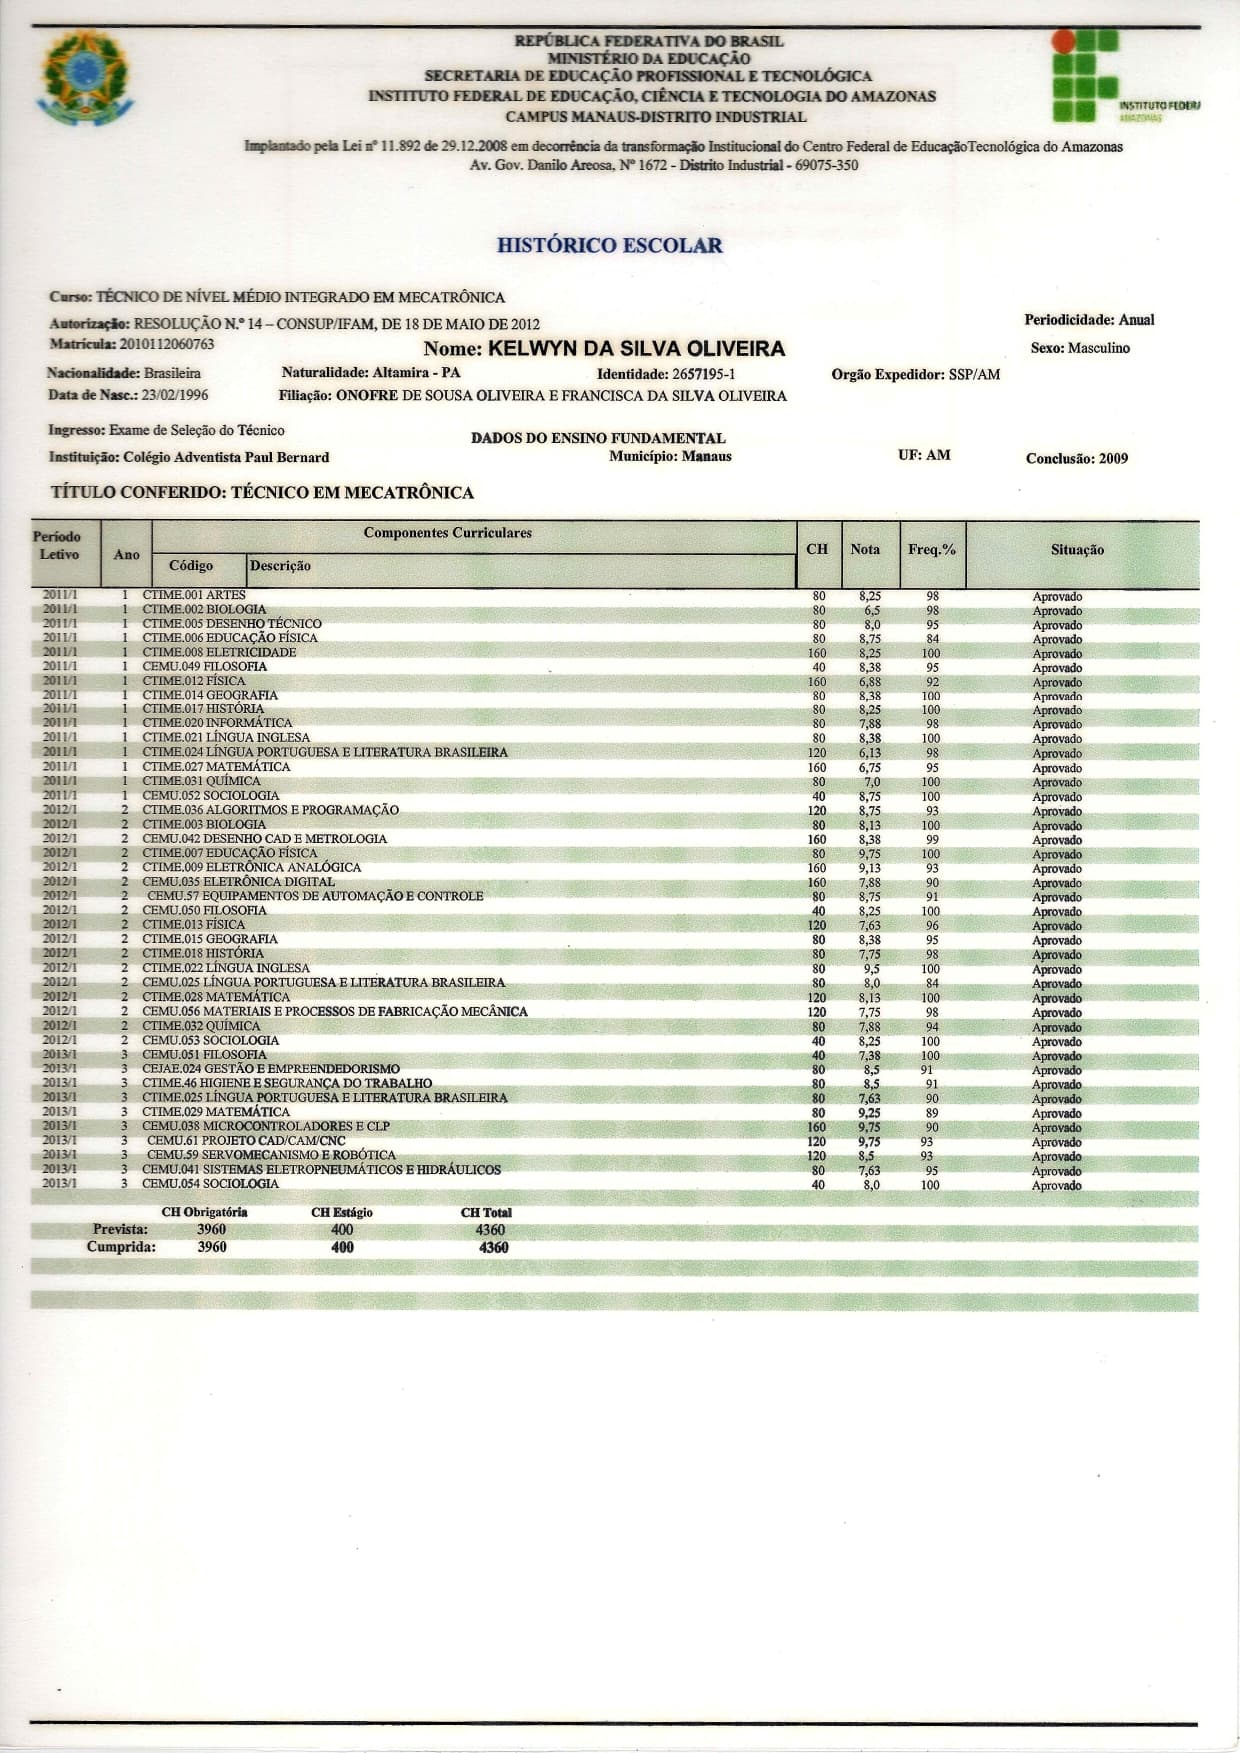 REPÚBLICA FEDERATIVA DO BRASIL
MINISTÉRIO DA EDUCAÇÃO
SECRETARIA DE EDUCAÇÃO PROFISSIONAL E TECNOLÓGICA
INSTITUTO FEDERAL DE EDUCAÇÃO, CIÊNCIA E TECNOLOGIA DO AMAZONAS
CAMPUS MANAUS-DISTRITO INDUSTRIAL
INSTITUTO FEDERA
AMAZONAS
Implantado pela Lei nº 11.892 de 29.12.2008 em decorrência da transformação Institucional do Centro Federal de EducaçãoTecnológica do Amazonas
Av. Gov. Danilo Areosa, Nº 1672 - Distrito Industrial - 69075-350
HISTÓRICO ESCOLAR
Curso: TÉCNICO DE NÍVEL MÉDIO INTEGRADO EM MECATRÔNICA
Autorização: RESOLUÇÃO N.º 14 – CONSUP/IFAM, DE 18 DE MAIO DE 2012 Periodicidade: Anual
Matrícula: 2010112060763 Nome: KELWYN DA SILVA OLIVEIRA Sexo: Masculino
Nacionalidade: Brasileira Naturalidade: Altamira - PA Identidade: 2657195-1 Orgão Expedidor: SSP/AM
Data de Nasc.: 23/02/1996 Filiação: ONOFRE DE SOUSA OLIVEIRA E FRANCISCA DA SILVA OLIVEIRA
Ingresso: Exame de Seleção do Técnico
DADOS DO ENSINO FUNDAMENTAL
Instituição: Colégio Adventista Paul Bernard Município: Manaus UF: AM Conclusão: 2009
TÍTULO CONFERIDO: TÉCNICO EM MECATRÔNICA
Período Letivo Ano Componentes Curriculares CH Nota Freq.% Situação
Código Descrição
2011/1 1 CTIME.001 ARTES 80 8,25 98 Aprovado
2011/1 1 CTIME.002 BIOLOGIA 80 6,5 98 Aprovado
2011/1 1 CTIME.005 DESENHO TÉCNICO 80 8,0 95 Aprovado
2011/1 1 CTIME.006 EDUCAÇÃO FÍSICA 80 8,75 84 Aprovado
2011/1 1 CTIME.008 ELETRICIDADE 160 8,25 100 Aprovado
2011/1 1 CEMU.049 FILOSOFIA 40 8,38 95 Aprovado
2011/1 1 CTIME.012 FÍSICA 160 6,88 92 Aprovado
2011/1 1 CTIME.014 GEOGRAFIA 80 8,38 100 Aprovado
2011/1 1 CTIME.017 HISTÓRIA 80 8,25 100 Aprovado
2011/1 1 CTIME.020 INFORMÁTICA 80 7,88 98 Aprovado
2011/1 1 CTIME.021 LÍNGUA INGLESA 80 8,38 100 Aprovado
2011/1 1 CTIME.024 LÍNGUA PORTUGUESA E LITERATURA BRASILEIRA 120 6,13 98 Aprovado
2011/1 1 CTIME.027 MATEMÁTICA 160 6,75 95 Aprovado
2011/1 1 CTIME.031 QUÍMICA 80 7,0 100 Aprovado
2011/1 1 CEMU.052 SOCIOLOGIA 40 8,75 100 Aprovado
2012/1 2 CTIME.036 ALGORITMOS E PROGRAMAÇÃO 120 8,75 93 Aprovado
2012/1 2 CTIME.003 BIOLOGIA 80 8,13 100 Aprovado
2012/1 2 CEMU.042 DESENHO CAD E METROLOGIA 160 8,38 99 Aprovado
2012/1 2 CTIME.007 EDUCAÇÃO FÍSICA 80 9,75 100 Aprovado
2012/1 2 CTIME.009 ELETRÔNICA ANALÓGICA 160 9,13 93 Aprovado
2012/1 2 CEMU.035 ELETRÔNICA DIGITAL 160 7,88 90 Aprovado
2012/1 2 CEMU.57 EQUIPAMENTOS DE AUTOMAÇÃO E CONTROLE 80 8,75 91 Aprovado
2012/1 2 CEMU.050 FILOSOFIA 40 8,25 100 Aprovado
2012/1 2 CTIME.013 FÍSICA 120 7,63 96 Aprovado
2012/1 2 CTIME.015 GEOGRAFIA 80 8,38 95 Aprovado
2012/1 2 CTIME.018 HISTÓRIA 80 7,75 98 Aprovado
2012/1 2 CTIME.022 LÍNGUA INGLESA 80 9,5 100 Aprovado
2012/1 2 CEMU.025 LÍNGUA PORTUGUESA E LITERATURA BRASILEIRA 80 8,0 84 Aprovado
2012/1 2 CTIME.028 MATEMÁTICA 120 8,13 100 Aprovado
2012/1 2 CEMU.056 MATERIAIS E PROCESSOS DE FABRICAÇÃO MECÂNICA 120 7,75 98 Aprovado
2012/1 2 CTIME.032 QUÍMICA 80 7,88 94 Aprovado
2012/1 2 CEMU.053 SOCIOLOGIA 40 8,25 100 Aprovado
2013/1 3 CEMU.051 FILOSOFIA 40 7,38 100 Aprovado
2013/1 3 CEJAE.024 GESTÃO E EMPREENDEDORISMO 80 8,5 91 Aprovado
2013/1 3 CTIME.46 HIGIENE E SEGURANÇA DO TRABALHO 80 8,5 91 Aprovado
2013/1 3 CTIME.025 LÍNGUA PORTUGUESA E LITERATURA BRASILEIRA 80 7,63 90 Aprovado
2013/1 3 CTIME.029 MATEMÁTICA 80 9,25 89 Aprovado
2013/1 3 CEMU.038 MICROCONTROLADORES E CLP 160 9,75 90 Aprovado
2013/1 3 CEMU.61 PROJETO CAD/CAM/CNC 120 9,75 93 Aprovado
2013/1 3 CEMU.59 SERVOMECANISMO E ROBÓTICA 120 8,5 93 Aprovado
2013/1 3 CEMU.041 SISTEMAS ELETROPNEUMÁTICOS E HIDRÁULICOS 80 7,63 95 Aprovado
2013/1 3 CEMU.054 SOCIOLOGIA 40 8,0 100 Aprovado
CH Obrigatória CH Estágio CH Total
Prevista: 3960 400 4360
Cumprida: 3960 400 4360